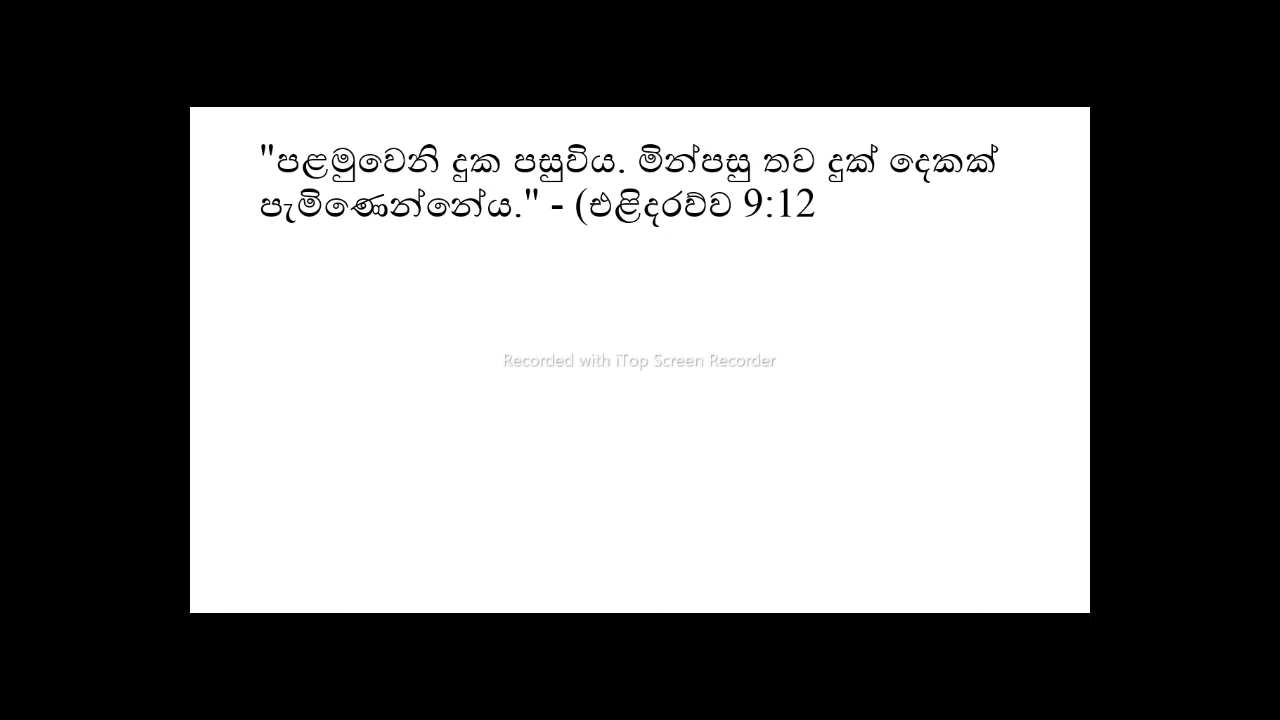 "පළමුවෙනි දුක පසුවිය. මින්පසු තව දුක් දෙකක්
පැමිණෙන්නේය." - (එළිදරව්ව 9:12
Recorded with iTop Screen Recorder